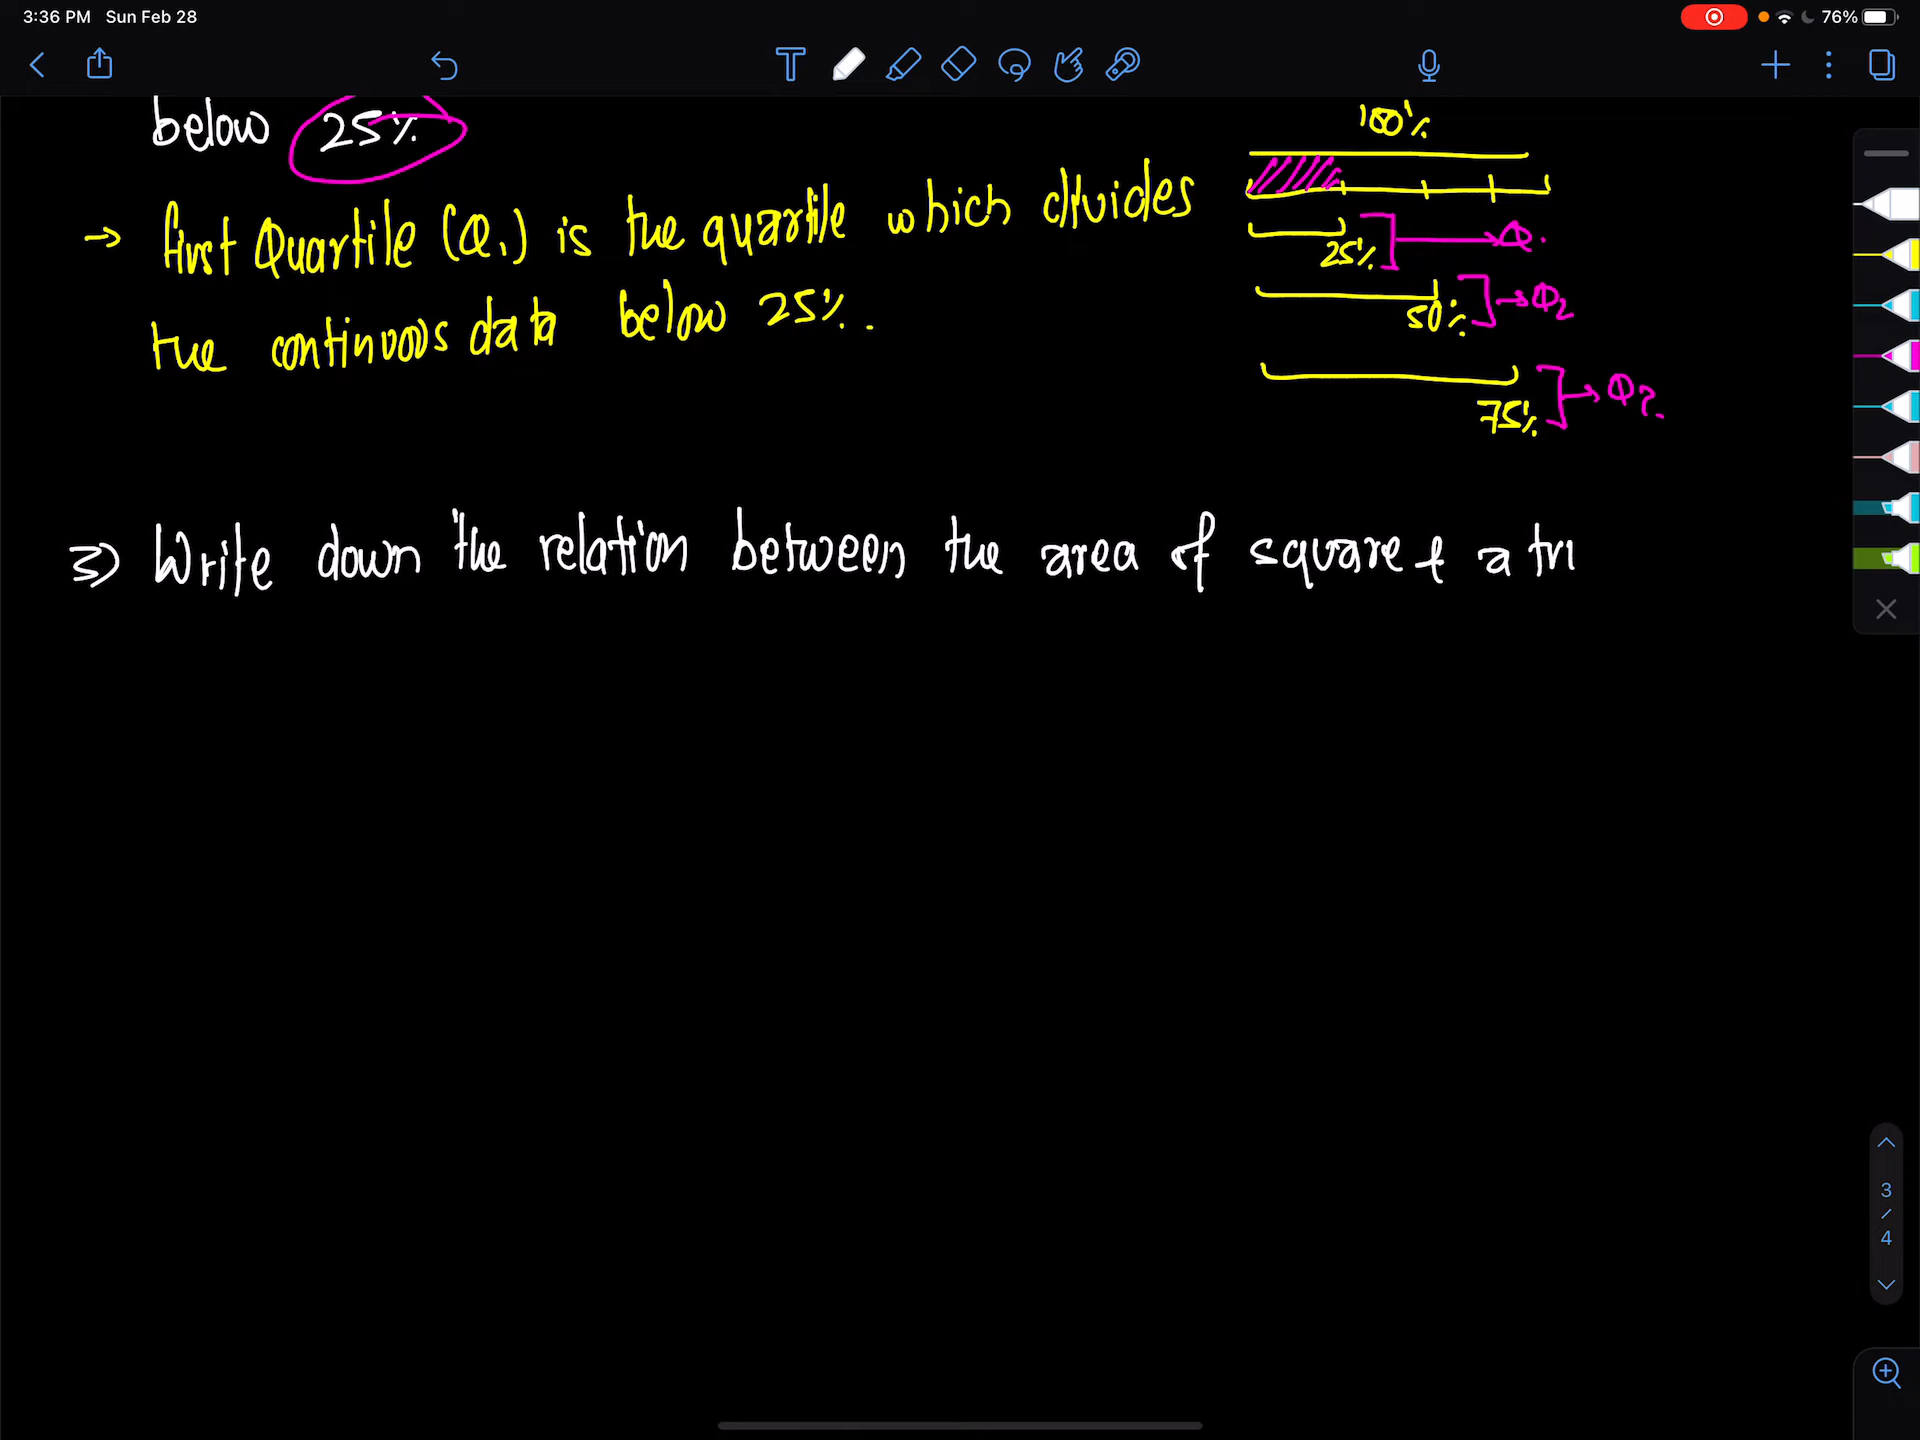 3:36 PM Sun Feb 28
76%
below 25%
100%
→ first Quartile (Q1) is the quartile which divides
the continuous data below 25%.
25% → Q1
50% → Q2
75% → Q3
3) Write down the relation between the area of square & a tri
3
/
4